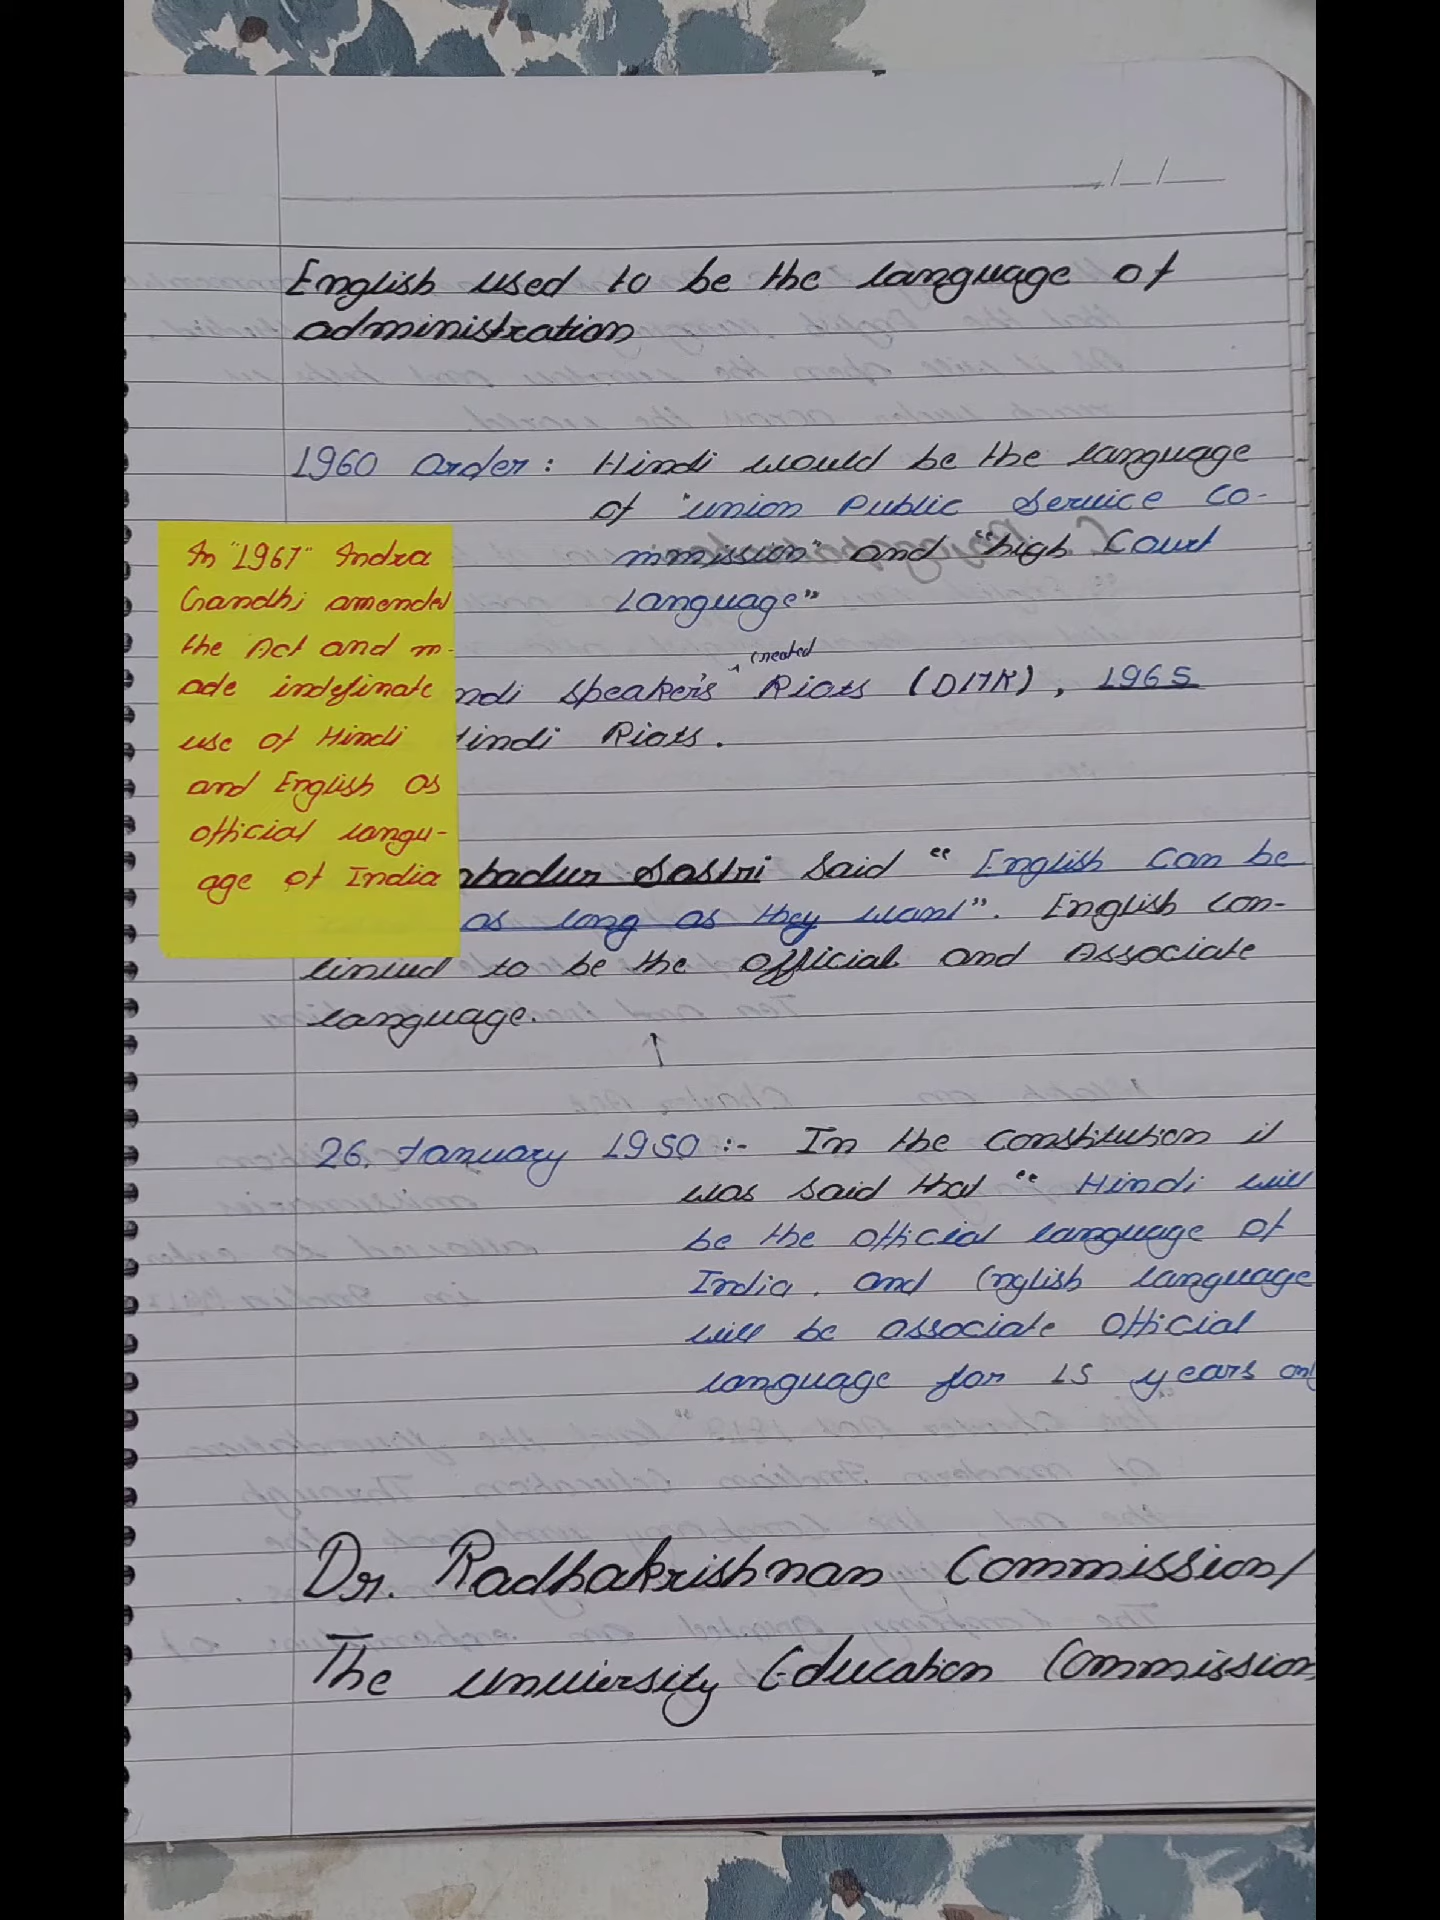 English used to be the language of
administration
1960 Order : Hindi would be the language
of "union Public Service Co-
mmission" and "high Court
Language"
In "1967" Indra
Gandhi amended
the Act and m-
ade indefinate
use of Hindi
and English as
official langu-
age of India
created
ndi speaker's Riots (DMK), 1965
indi Riots.
ahadur Sastri said " English can be
as long as they want". English con-
tinued to be the official and Associate
language.
26. January 1950 :- In the constitution it
was said that " Hindi will
be the official language of
India. and English language
will be associate official
language for 15 years
Dr. Radhakrishnan Commission/
The university Education Commission